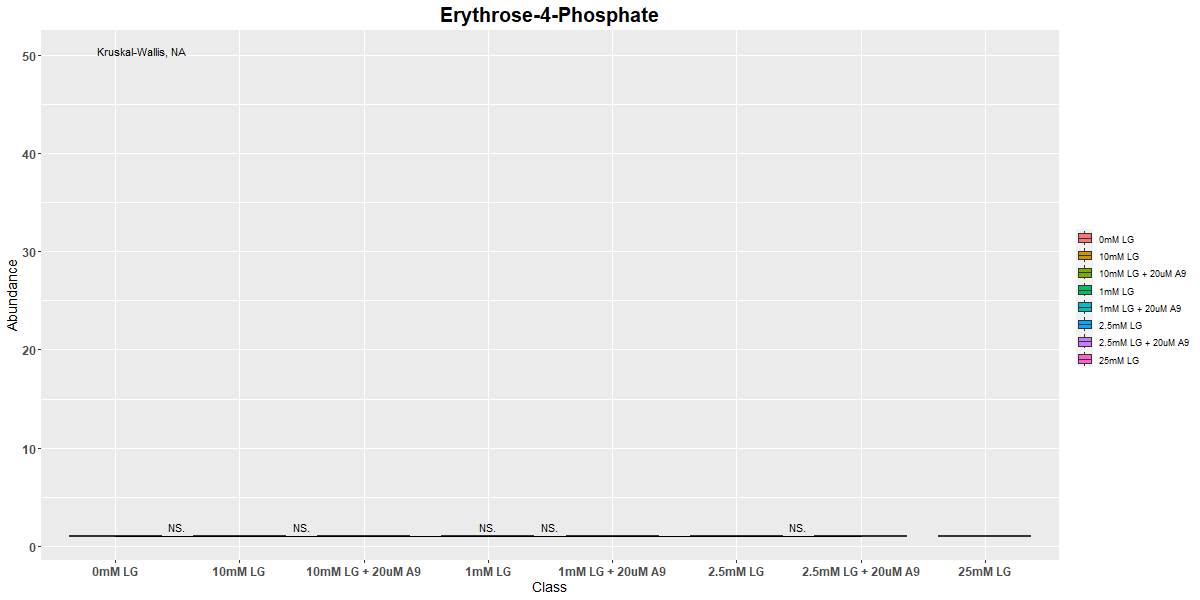 Erythrose-4-Phosphate
Kruskal-Wallis, NA
50
40
30
20
10
0
Abundance
NS.
NS.
NS.
NS.
NS.
0mM LG
10mM LG
10mM LG + 20uM A9
1mM LG
1mM LG + 20uM A9
2.5mM LG
2.5mM LG + 20uM A9
25mM LG
Class
0mM LG
10mM LG
10mM LG + 20uM A9
1mM LG
1mM LG + 20uM A9
2.5mM LG
2.5mM LG + 20uM A9
25mM LG